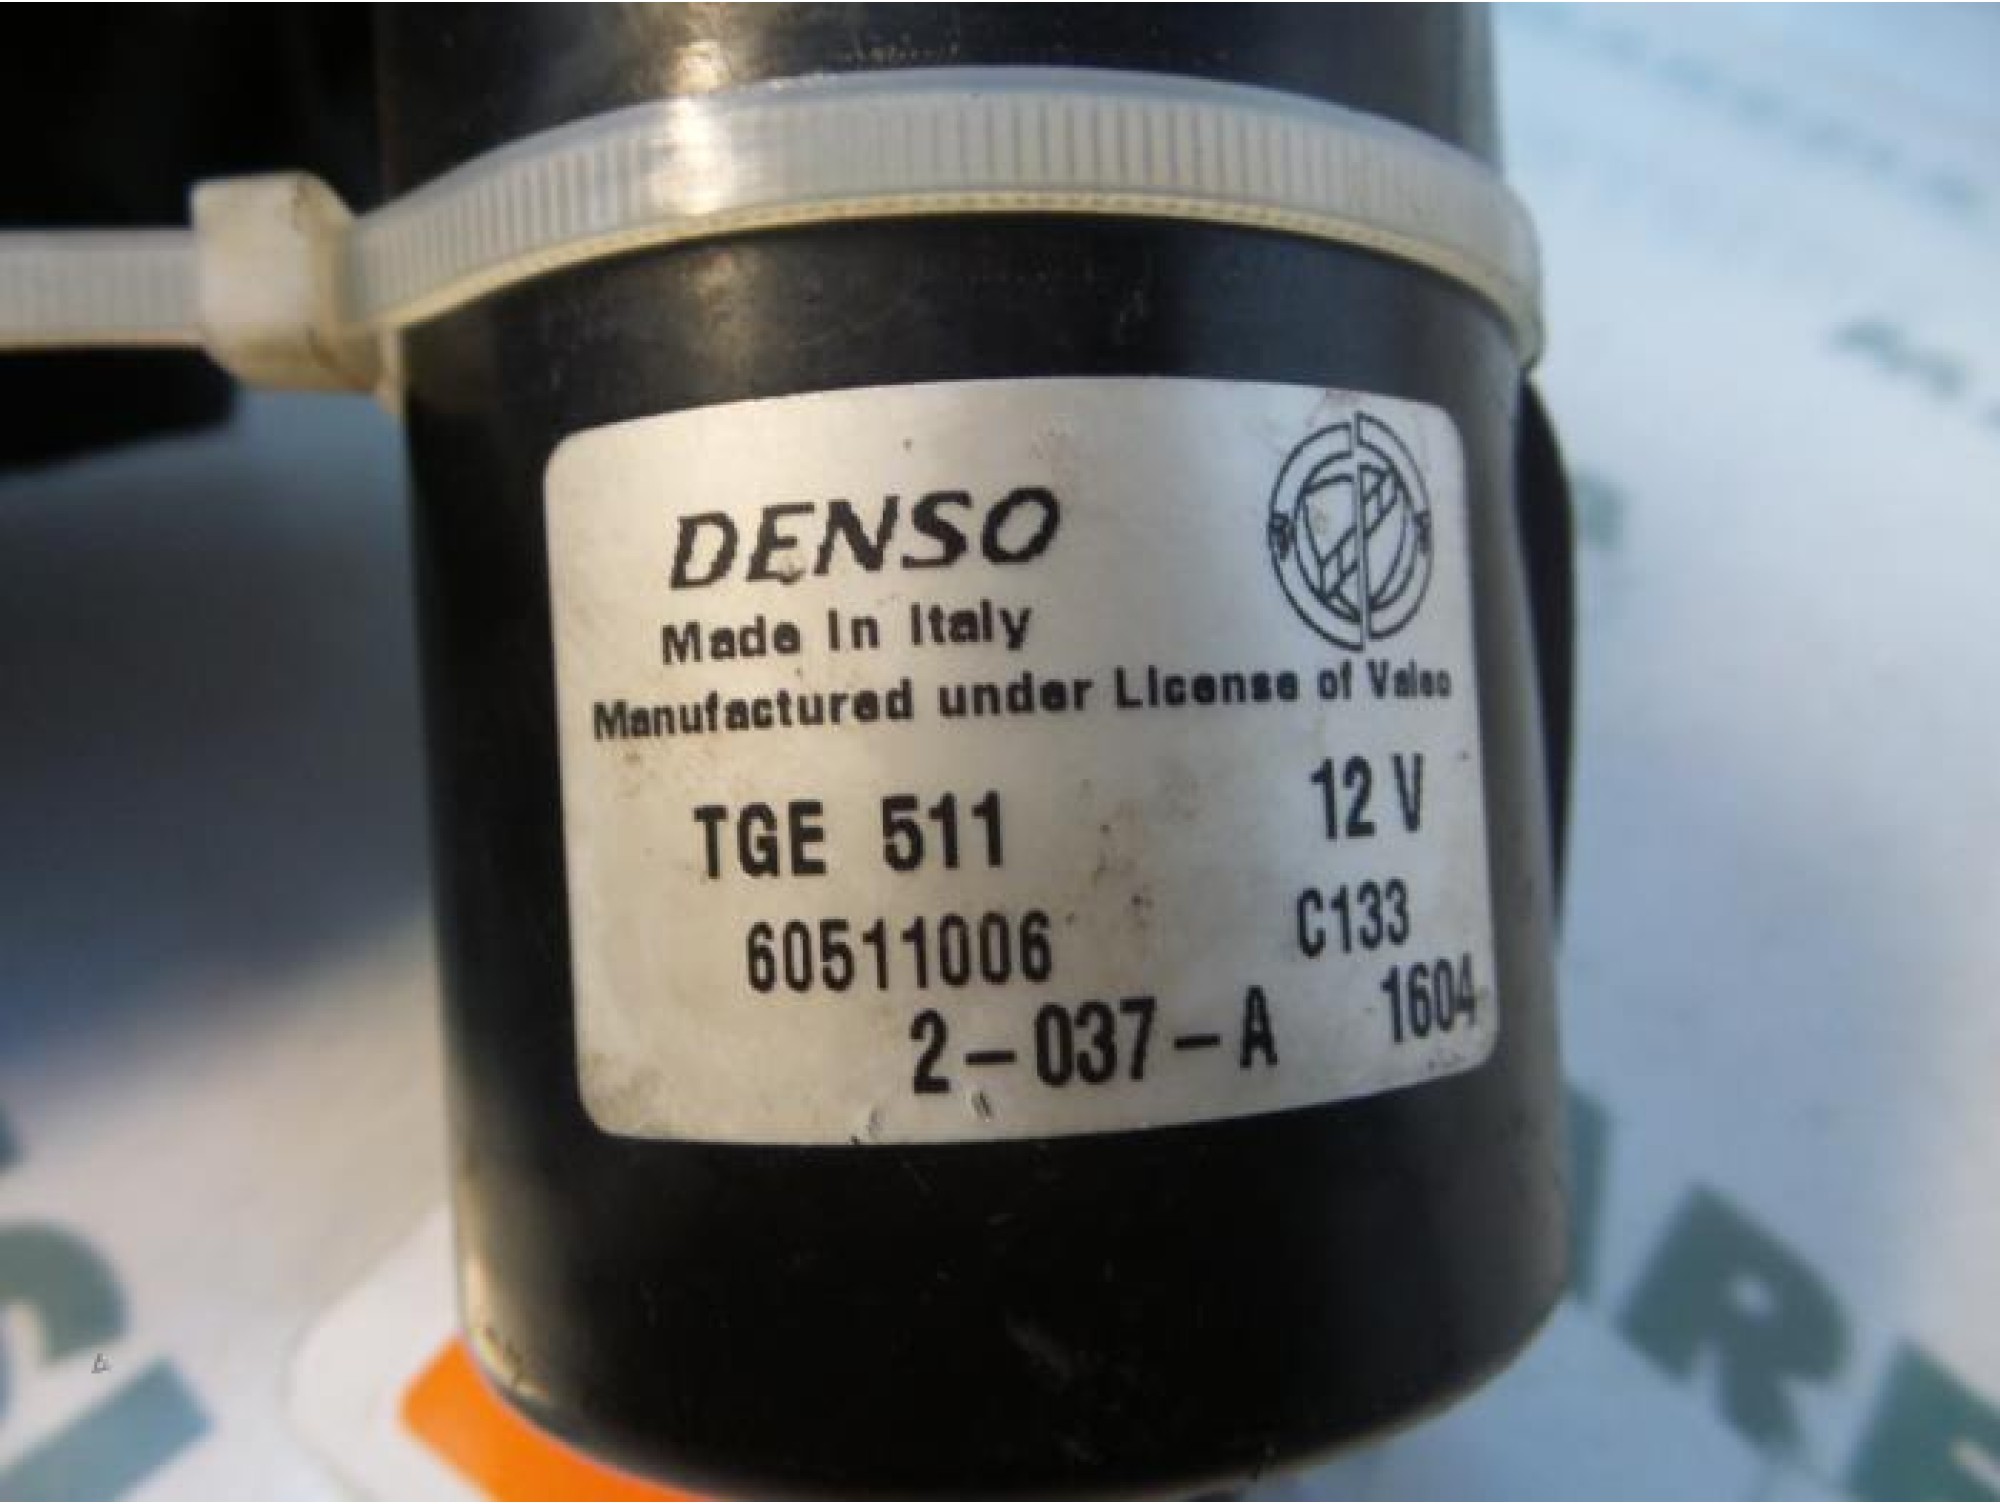 DENSO
Made in Italy
Manufactured under License of Valeo
TGE 511 12 V
60511006 C133
2-037-A 1604